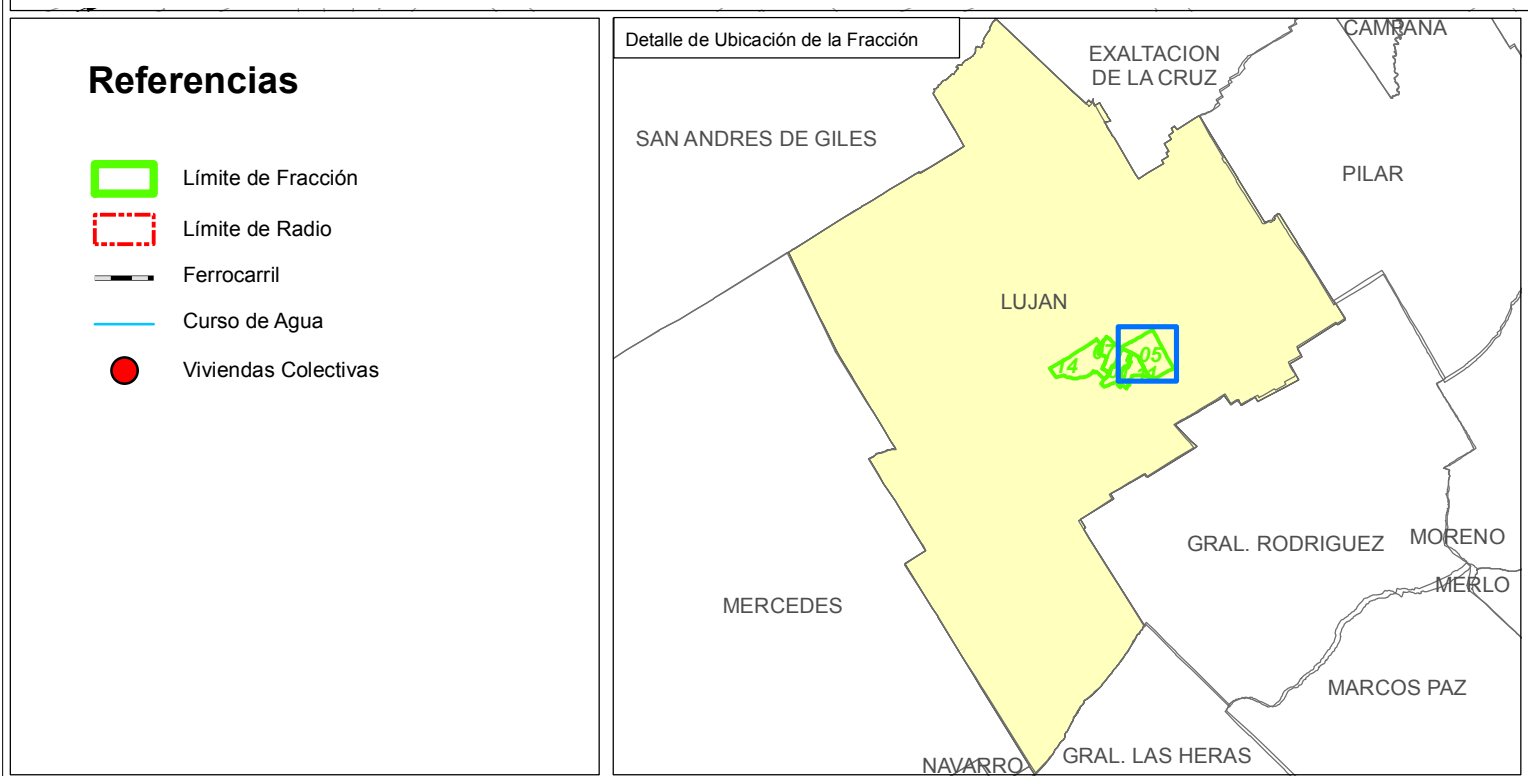 Referencias
Límite de Fracción
Límite de Radio
Ferrocarril
Curso de Agua
Viviendas Colectivas
Detalle de Ubicación de la Fracción
CAMPANA
EXALTACION
DE LA CRUZ
SAN ANDRES DE GILES
PILAR
LUJAN
05
14
GRAL. RODRIGUEZ
MORENO
MERLO
MERCEDES
MARCOS PAZ
GRAL. LAS HERAS
NAVARRO